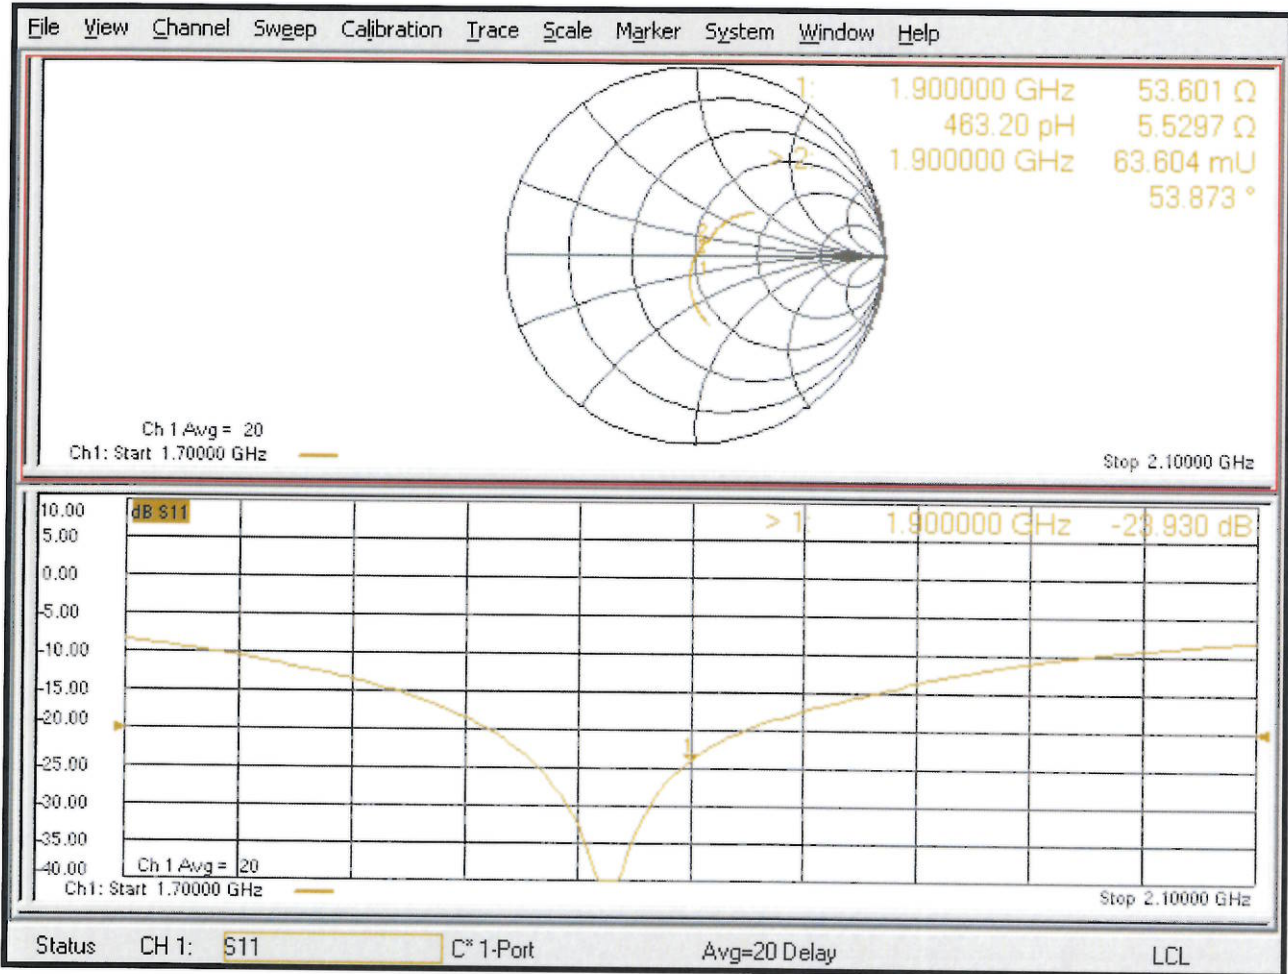 File View Channel Sweep Calibration Trace Scale Marker System Window Help
1: 1.900000 GHz 53.601 Ω
463.20 pH 5.5297 Ω
> 2: 1.900000 GHz 63.604 mU
53.873 °
2
1
Ch 1 Avg = 20
Ch1: Start 1.70000 GHz
Stop 2.10000 GHz
10.00
dB S11
> 1: 1.900000 GHz -23.930 dB
5.00
0.00
-5.00
-10.00
-15.00
-20.00
1
-25.00
-30.00
-35.00
-40.00
Ch 1 Avg = 20
Ch1: Start 1.70000 GHz
Stop 2.10000 GHz
Status CH 1: S11 C* 1-Port Avg=20 Delay LCL